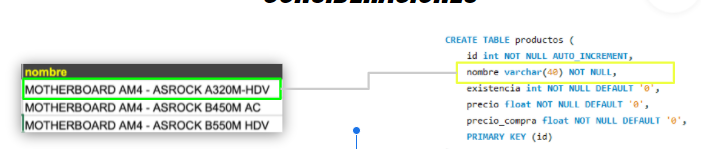 nombre
MOTHERBOARD AM4 - ASROCK A320M-HDV
MOTHERBOARD AM4 - ASROCK B450M AC
MOTHERBOARD AM4 - ASROCK B550M HDV
CREATE TABLE productos (
id int NOT NULL AUTO_INCREMENT,
nombre varchar(40) NOT NULL,
existencia int NOT NULL DEFAULT '0',
precio float NOT NULL DEFAULT '0',
precio_compra float NOT NULL DEFAULT '0',
PRIMARY KEY (id)